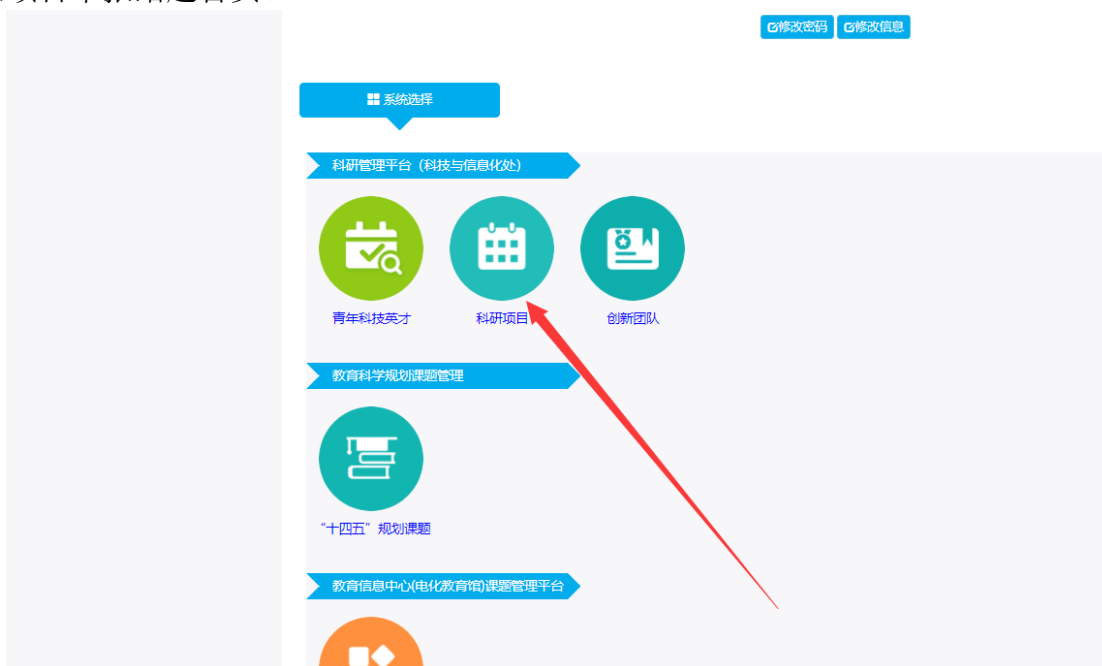 修改密码 修改信息
系统选择
科研管理平台（科技与信息化处）
青年科技英才 科研项目 创新团队
教育科学规划课题管理
“十四五”规划课题
教育信息中心(电化教育馆)课题管理平台